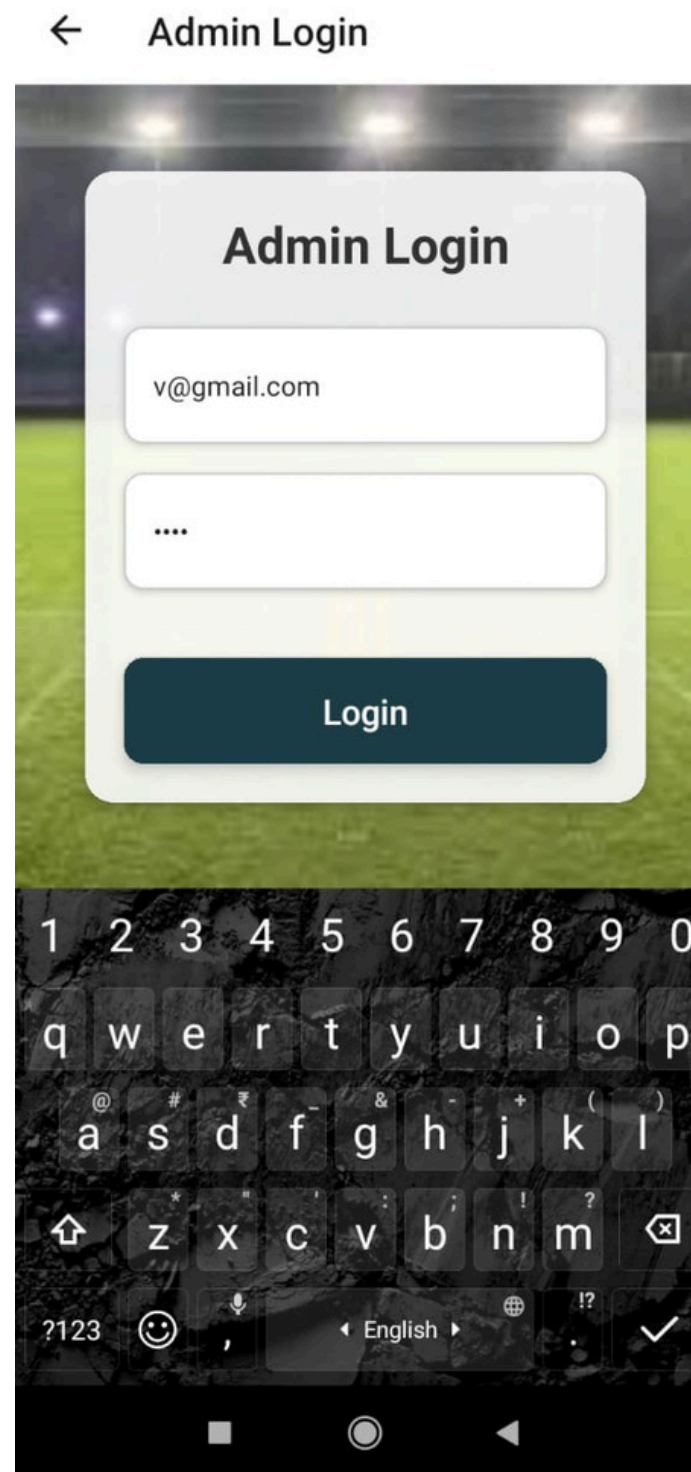 Admin Login
Admin Login
v@gmail.com
••••
Login
1 2 3 4 5 6 7 8 9 0
q w e r t y u i o p
@ # ₹ _ & - + ( )
a s d f g h j k l
* " ' : ; ! ?
z x c v b n m
?123 , English . !?